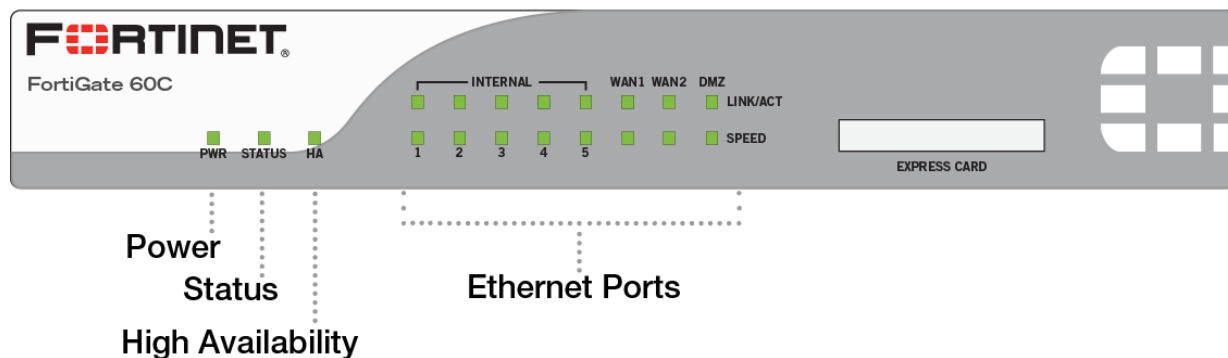 FORTINET®
FortiGate 60C
INTERNAL WAN1 WAN2 DMZ
LINK/ACT
SPEED
PWR STATUS HA
1 2 3 4 5
EXPRESS CARD
Power
Status
High Availability
Ethernet Ports